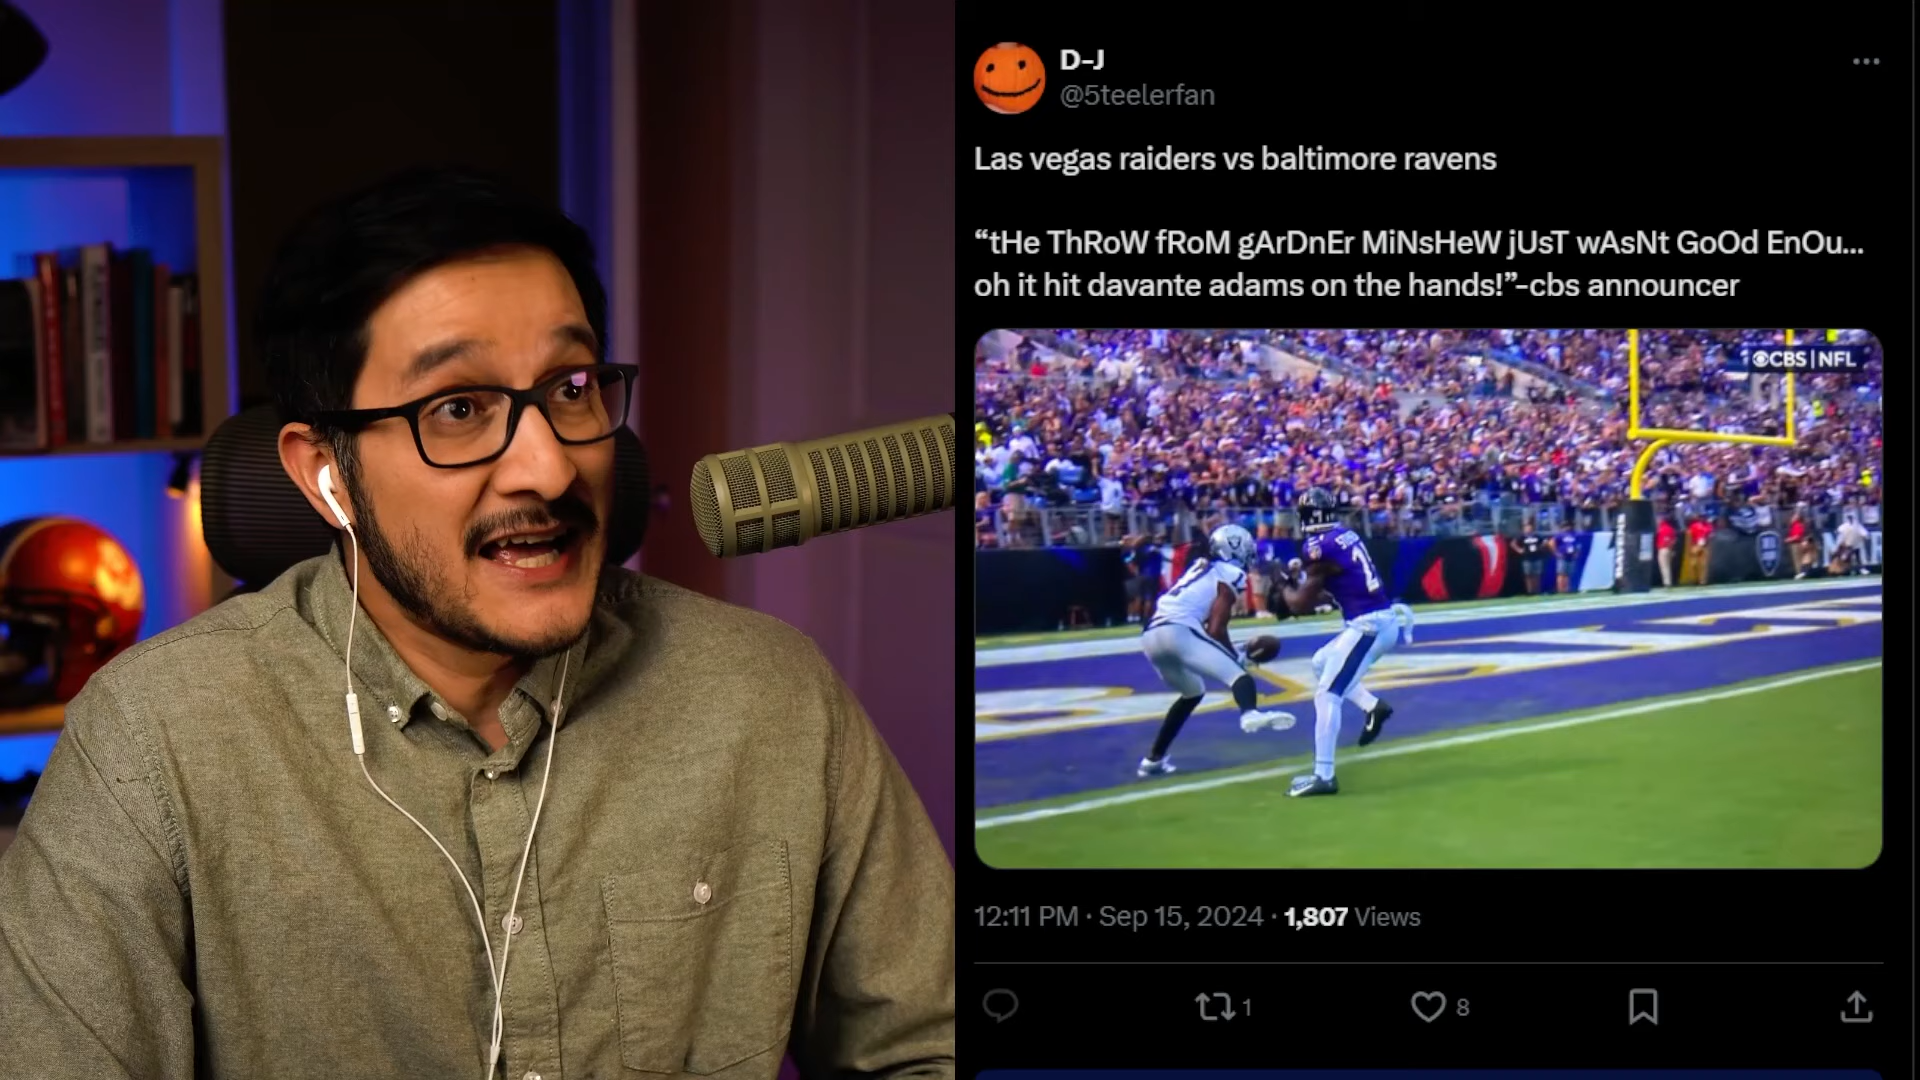 D-J
@5teelerfan
Las vegas raiders vs baltimore ravens
“tHe ThRoW fRoM gArDnEr MiNsHeW jUsT wAsNt GoOd EnOu...
oh it hit davante adams on the hands!”-cbs announcer
CBS | NFL
12:11 PM · Sep 15, 2024 · 1,807 Views
1
8